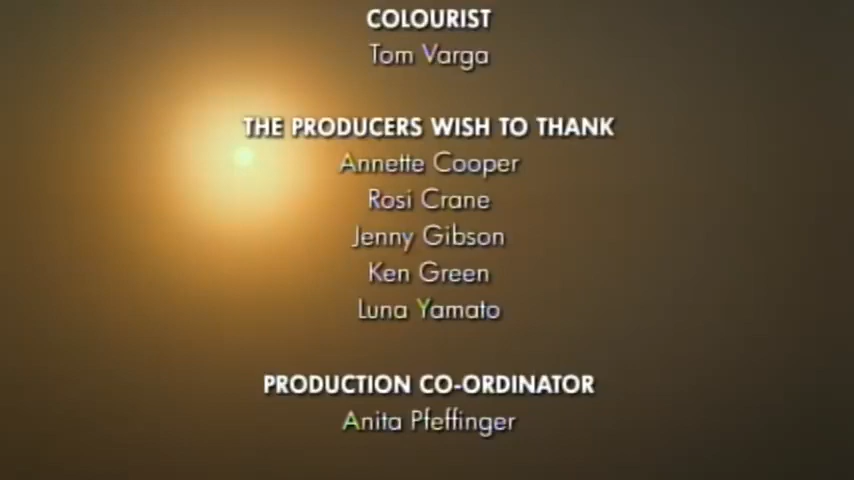 COLOURIST
Tom Varga
THE PRODUCERS WISH TO THANK
Annette Cooper
Rosi Crane
Jenny Gibson
Ken Green
Luna Yamato
PRODUCTION CO-ORDINATOR
Anita Pfeffinger